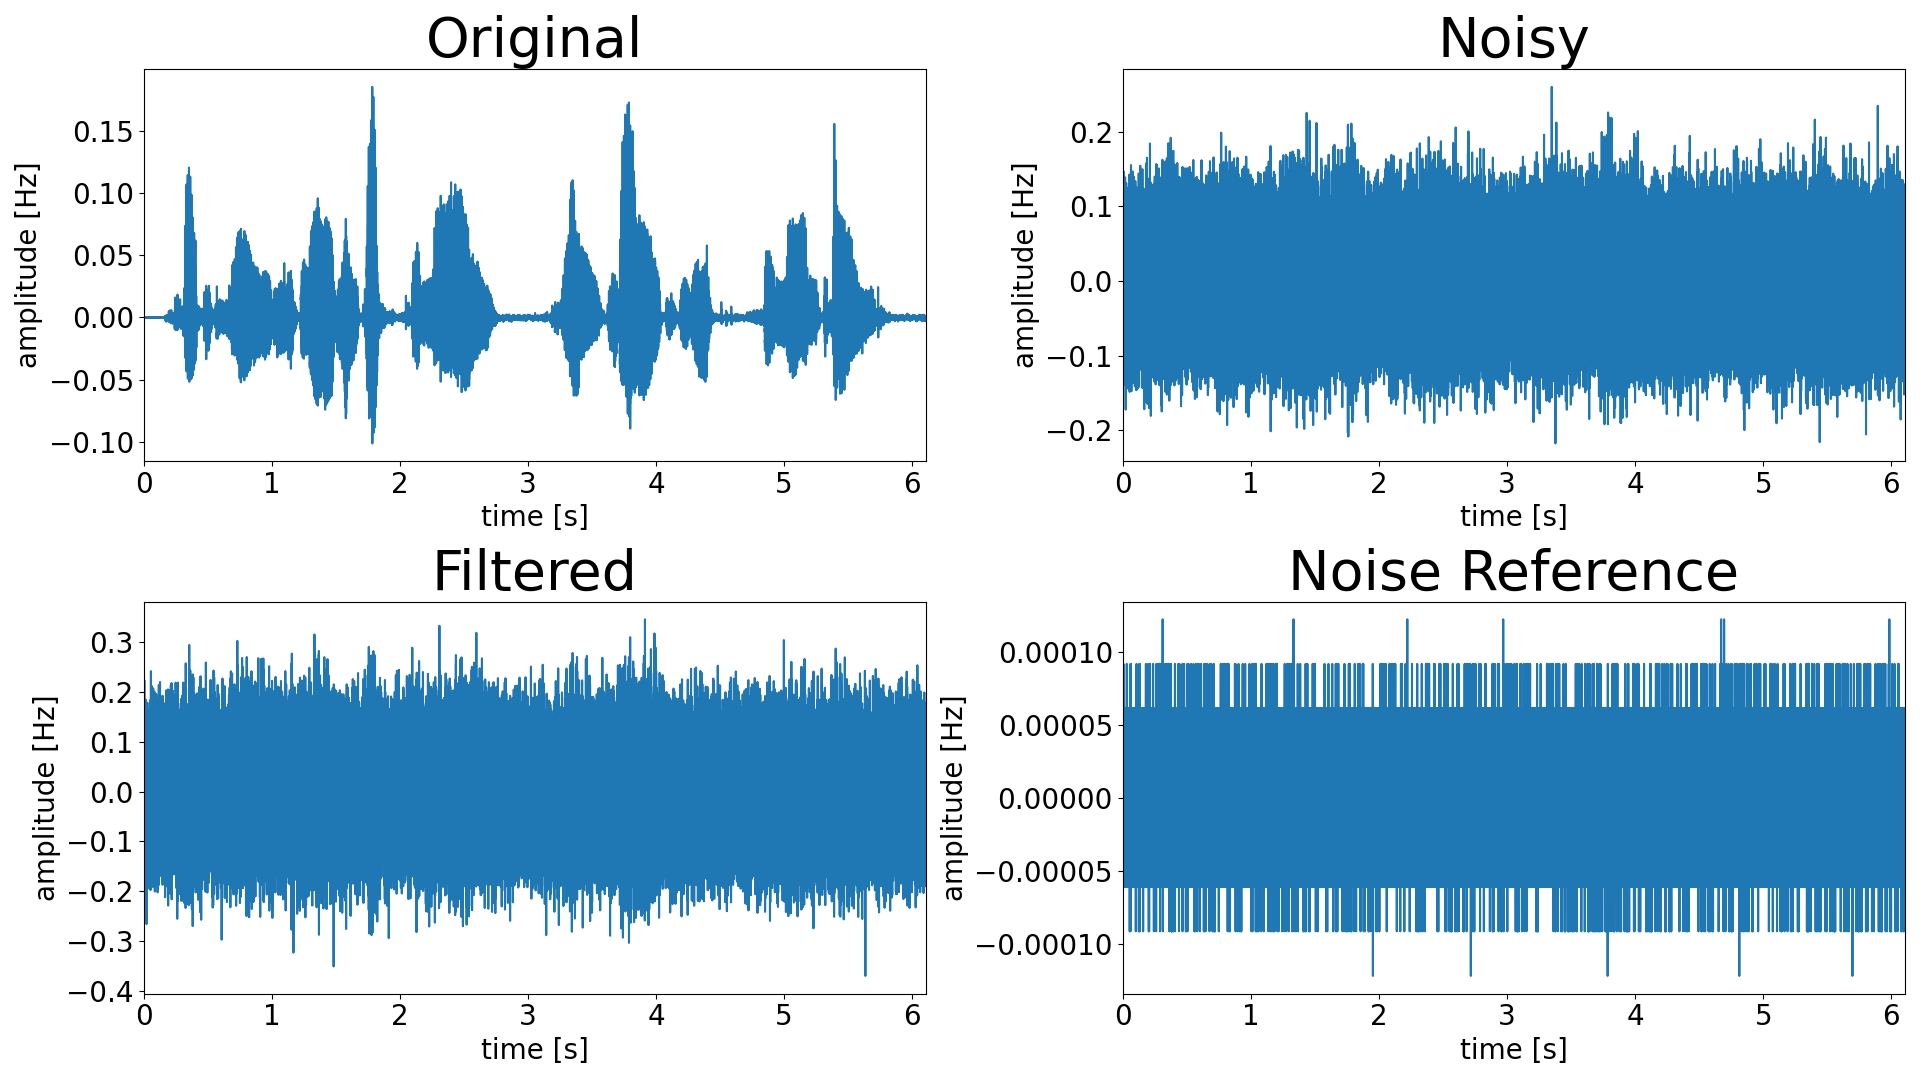 Original
amplitude [Hz]
0.15
0.10
0.05
0.00
−0.05
−0.10
0 1 2 3 4 5 6
time [s]
Noisy
amplitude [Hz]
0.2
0.1
0.0
−0.1
−0.2
0 1 2 3 4 5 6
time [s]
Filtered
amplitude [Hz]
0.3
0.2
0.1
0.0
−0.1
−0.2
−0.3
−0.4
0 1 2 3 4 5 6
time [s]
Noise Reference
amplitude [Hz]
0.00010
0.00005
0.00000
−0.00005
−0.00010
0 1 2 3 4 5 6
time [s]